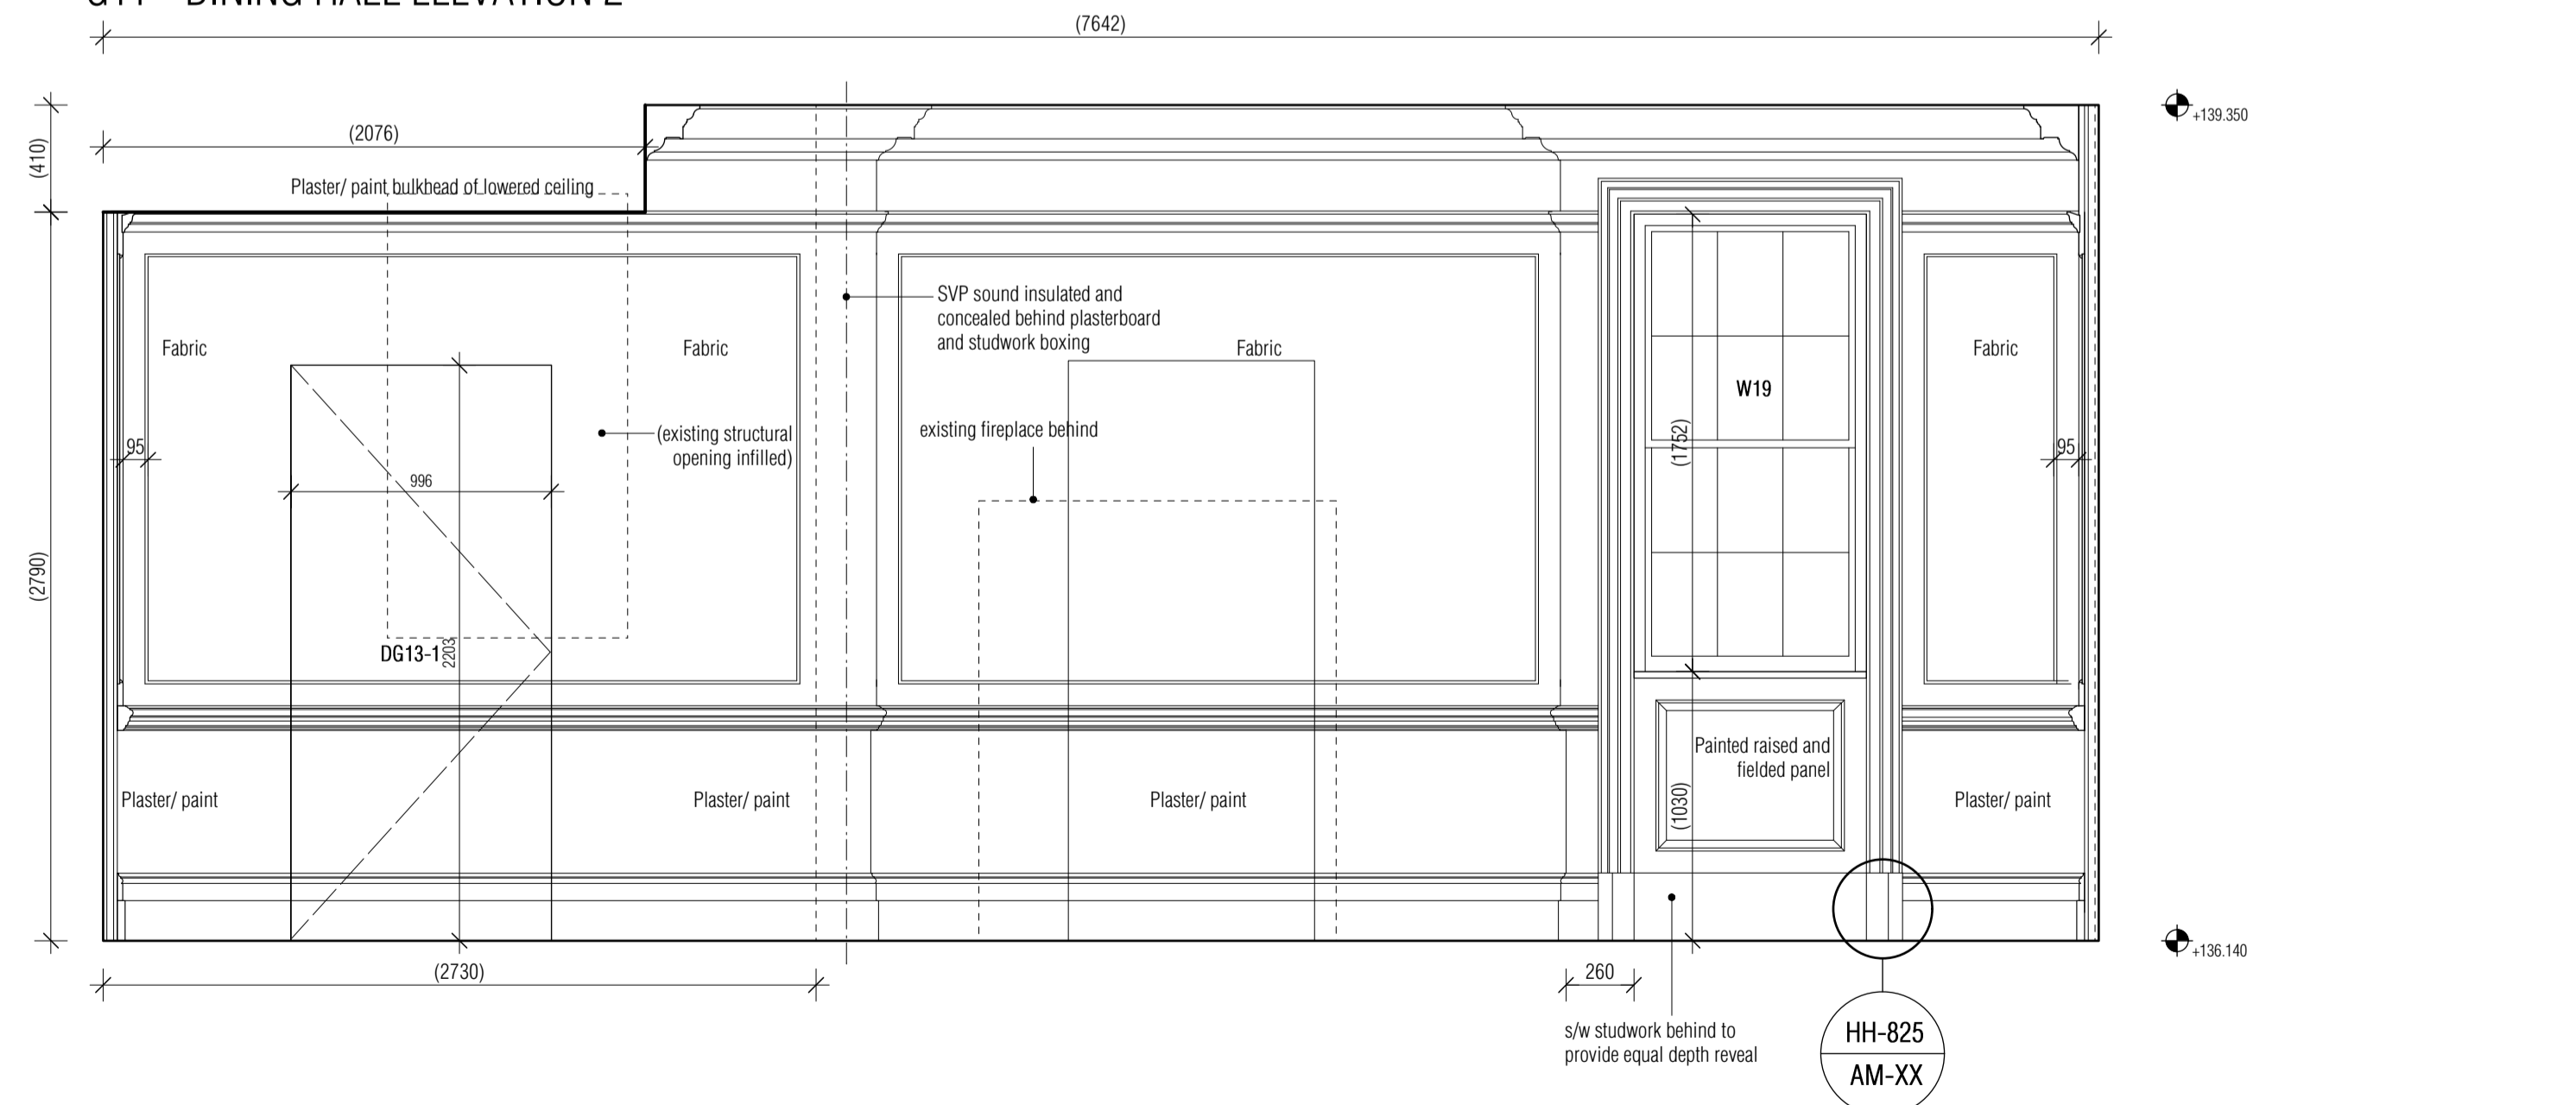 (7642)
+139.350
(2076)
(410)
Plaster/ paint bulkhead of lowered ceiling
SVP sound insulated and
concealed behind plasterboard
and studwork boxing
Fabric
Fabric
Fabric
Fabric
W19
existing fireplace behind
(existing structural
opening infilled)
95
95
(1752)
996
(2790)
DG13-1
2203
Painted raised and
fielded panel
(1030)
Plaster/ paint
Plaster/ paint
Plaster/ paint
Plaster/ paint
+136.140
(2730)
260
s/w studwork behind to
provide equal depth reveal
HH-825
AM-XX